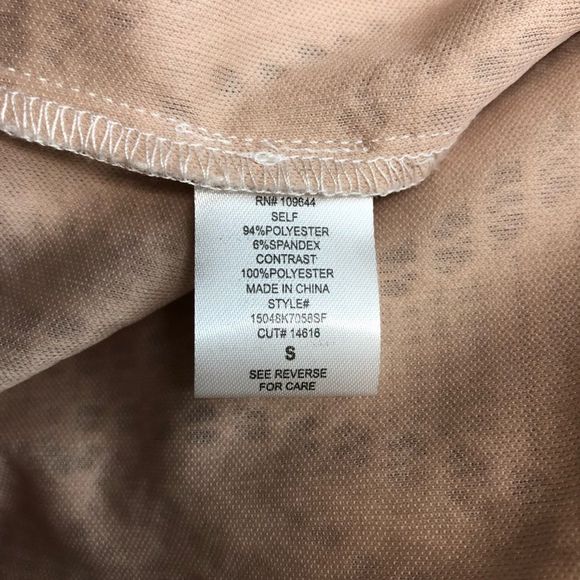 RN# 109644
SELF
94%POLYESTER
6%SPANDEX
CONTRAST
100%POLYESTER
MADE IN CHINA
STYLE#
15048K7058SF
CUT# 14616
S
SEE REVERSE
FOR CARE